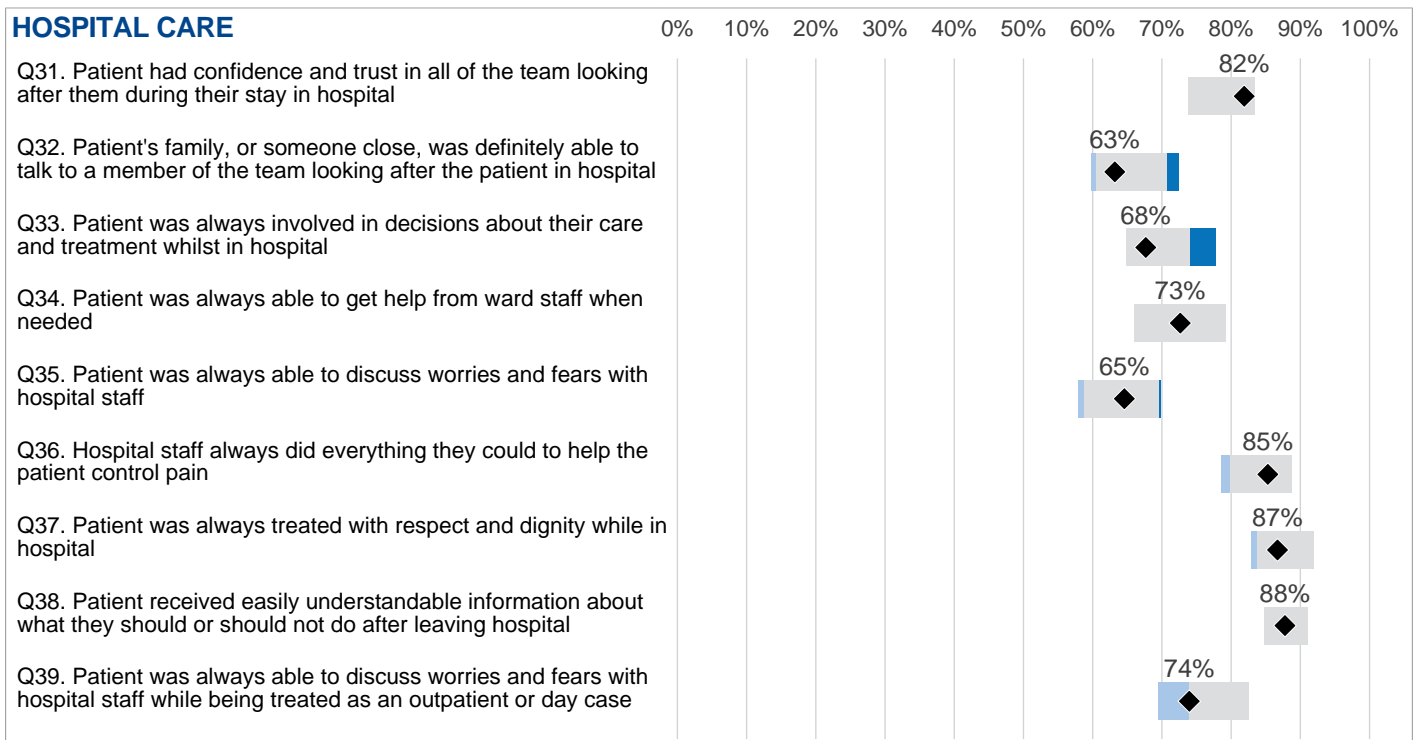 HOSPITAL CARE
0% 10% 20% 30% 40% 50% 60% 70% 80% 90% 100%
Q31. Patient had confidence and trust in all of the team looking
after them during their stay in hospital
82%
Q32. Patient's family, or someone close, was definitely able to
talk to a member of the team looking after the patient in hospital
63%
Q33. Patient was always involved in decisions about their care
and treatment whilst in hospital
68%
Q34. Patient was always able to get help from ward staff when
needed
73%
Q35. Patient was always able to discuss worries and fears with
hospital staff
65%
Q36. Hospital staff always did everything they could to help the
patient control pain
85%
Q37. Patient was always treated with respect and dignity while in
hospital
87%
Q38. Patient received easily understandable information about
what they should or should not do after leaving hospital
88%
Q39. Patient was always able to discuss worries and fears with
hospital staff while being treated as an outpatient or day case
74%